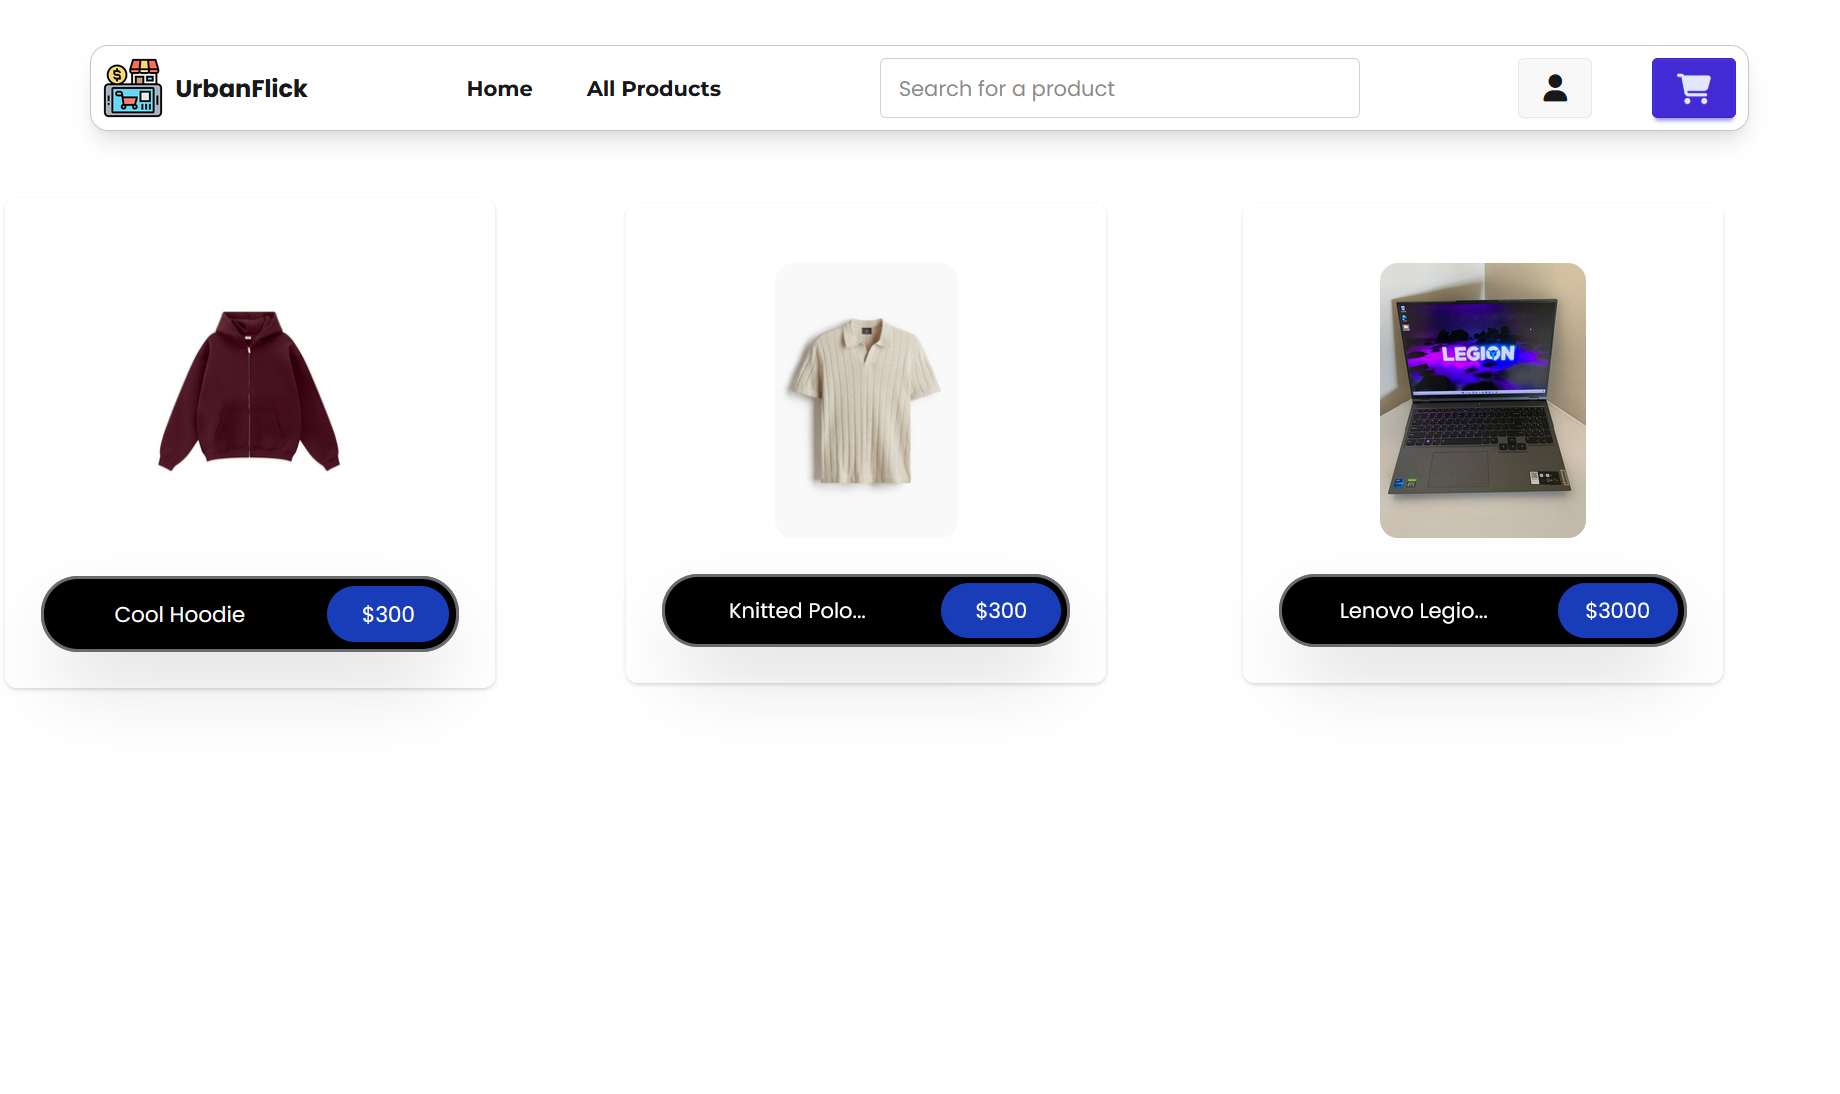 UrbanFlick
Home
All Products
Search for a product
LEGION
Cool Hoodie
$300
Knitted Polo...
$300
Lenovo Legio...
$3000